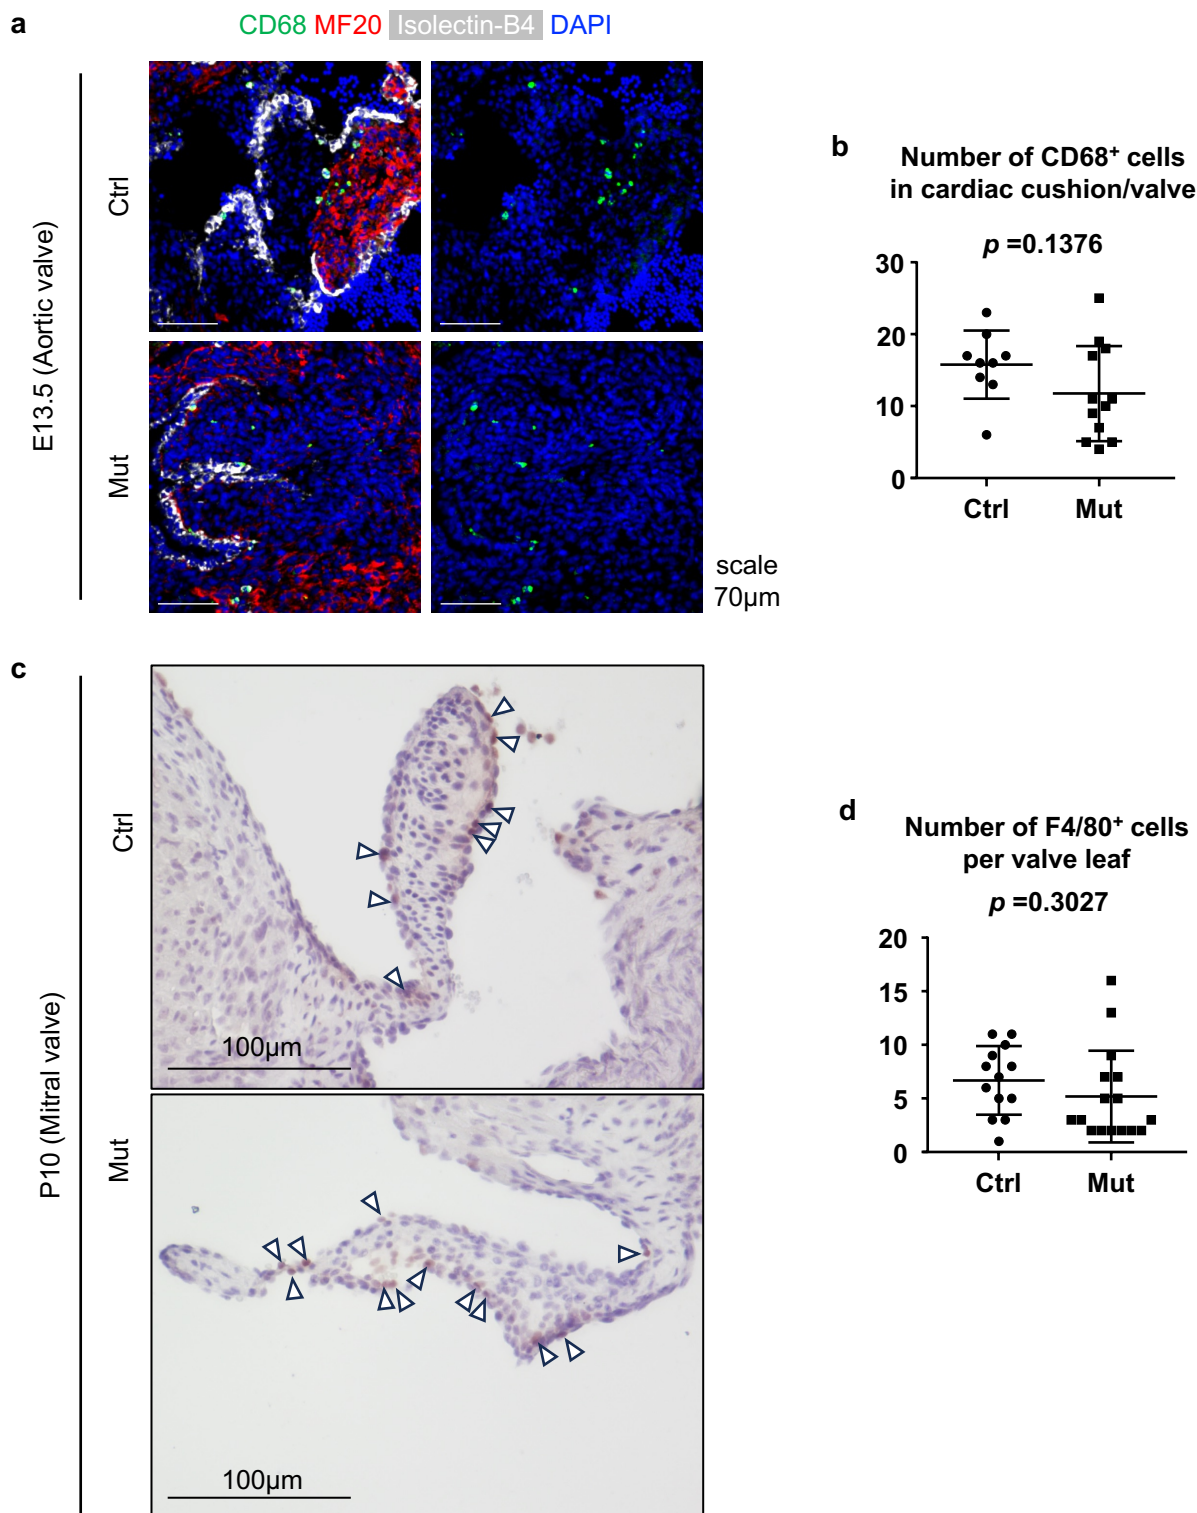 a
CD68 MF20 Isolectin-B4 DAPI
E13.5 (Aortic valve)
Ctrl
Mut
scale
70µm
b
Number of CD68⁺ cells
in cardiac cushion/valve
p =0.1376
30
20
10
0
Ctrl
Mut
c
P10 (Mitral valve)
Ctrl
100µm
Mut
100µm
d
Number of F4/80⁺ cells
per valve leaf
p =0.3027
20
15
10
5
0
Ctrl
Mut